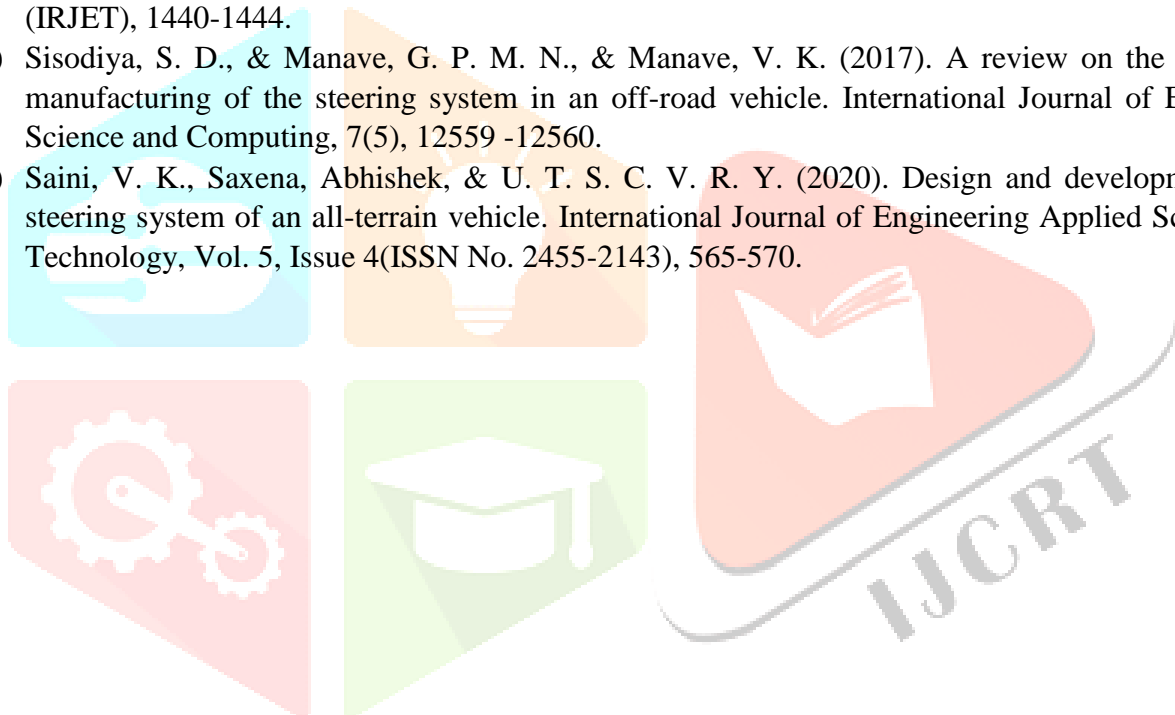 (IRJET), 1440-1444.
) Sisodiya, S. D., & Manave, G. P. M. N., & Manave, V. K. (2017). A review on the
manufacturing of the steering system in an off-road vehicle. International Journal of
Science and Computing, 7(5), 12559 -12560.
) Saini, V. K., Saxena, Abhishek, & U. T. S. C. V. R. Y. (2020). Design and
steering system of an all-terrain vehicle. International Journal of Engineering Applied
Technology, Vol. 5, Issue 4(ISSN No. 2455-2143), 565-570.
IJCRT